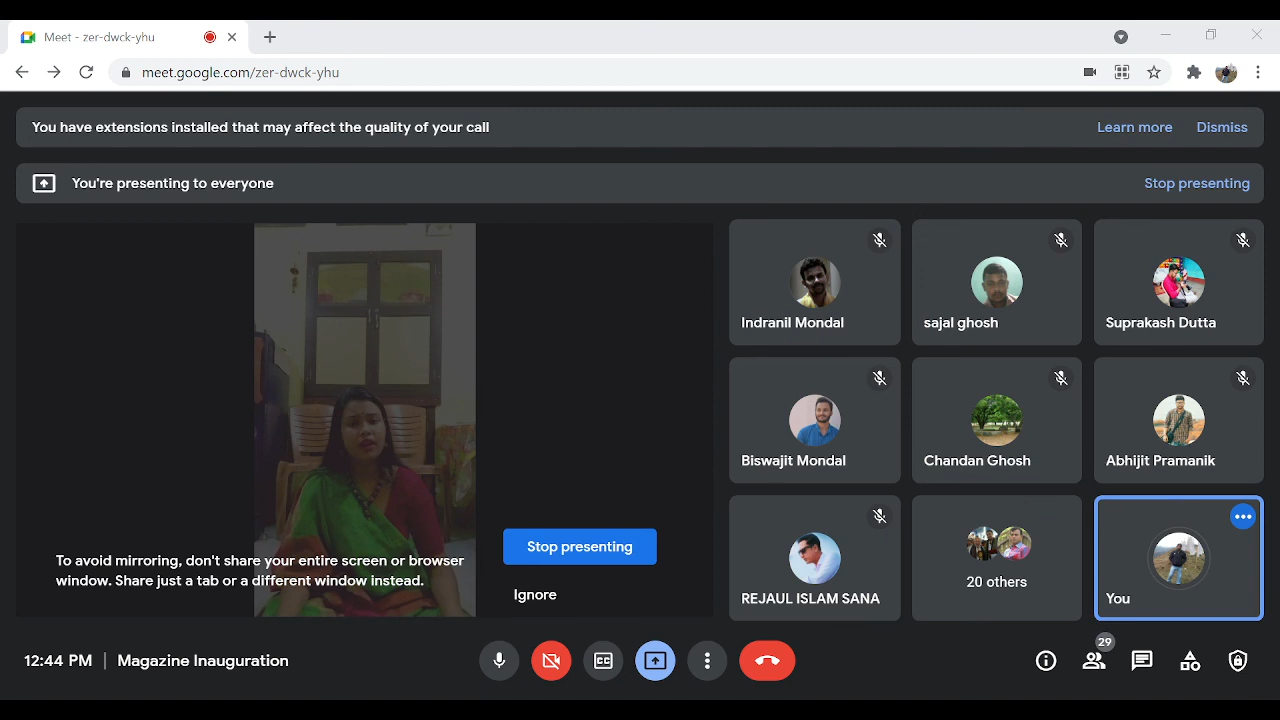 Meet - zer-dwck-yhu
meet.google.com/zer-dwck-yhu
You have extensions installed that may affect the quality of your call
Learn more
Dismiss
You're presenting to everyone
Stop presenting
To avoid mirroring, don't share your entire screen or browser
window. Share just a tab or a different window instead.
Stop presenting
Ignore
Indranil Mondal
sajal ghosh
Suprakash Dutta
Biswajit Mondal
Chandan Ghosh
Abhijit Pramanik
REJAUL ISLAM SANA
20 others
You
12:44 PM | Magazine Inauguration
CC
29